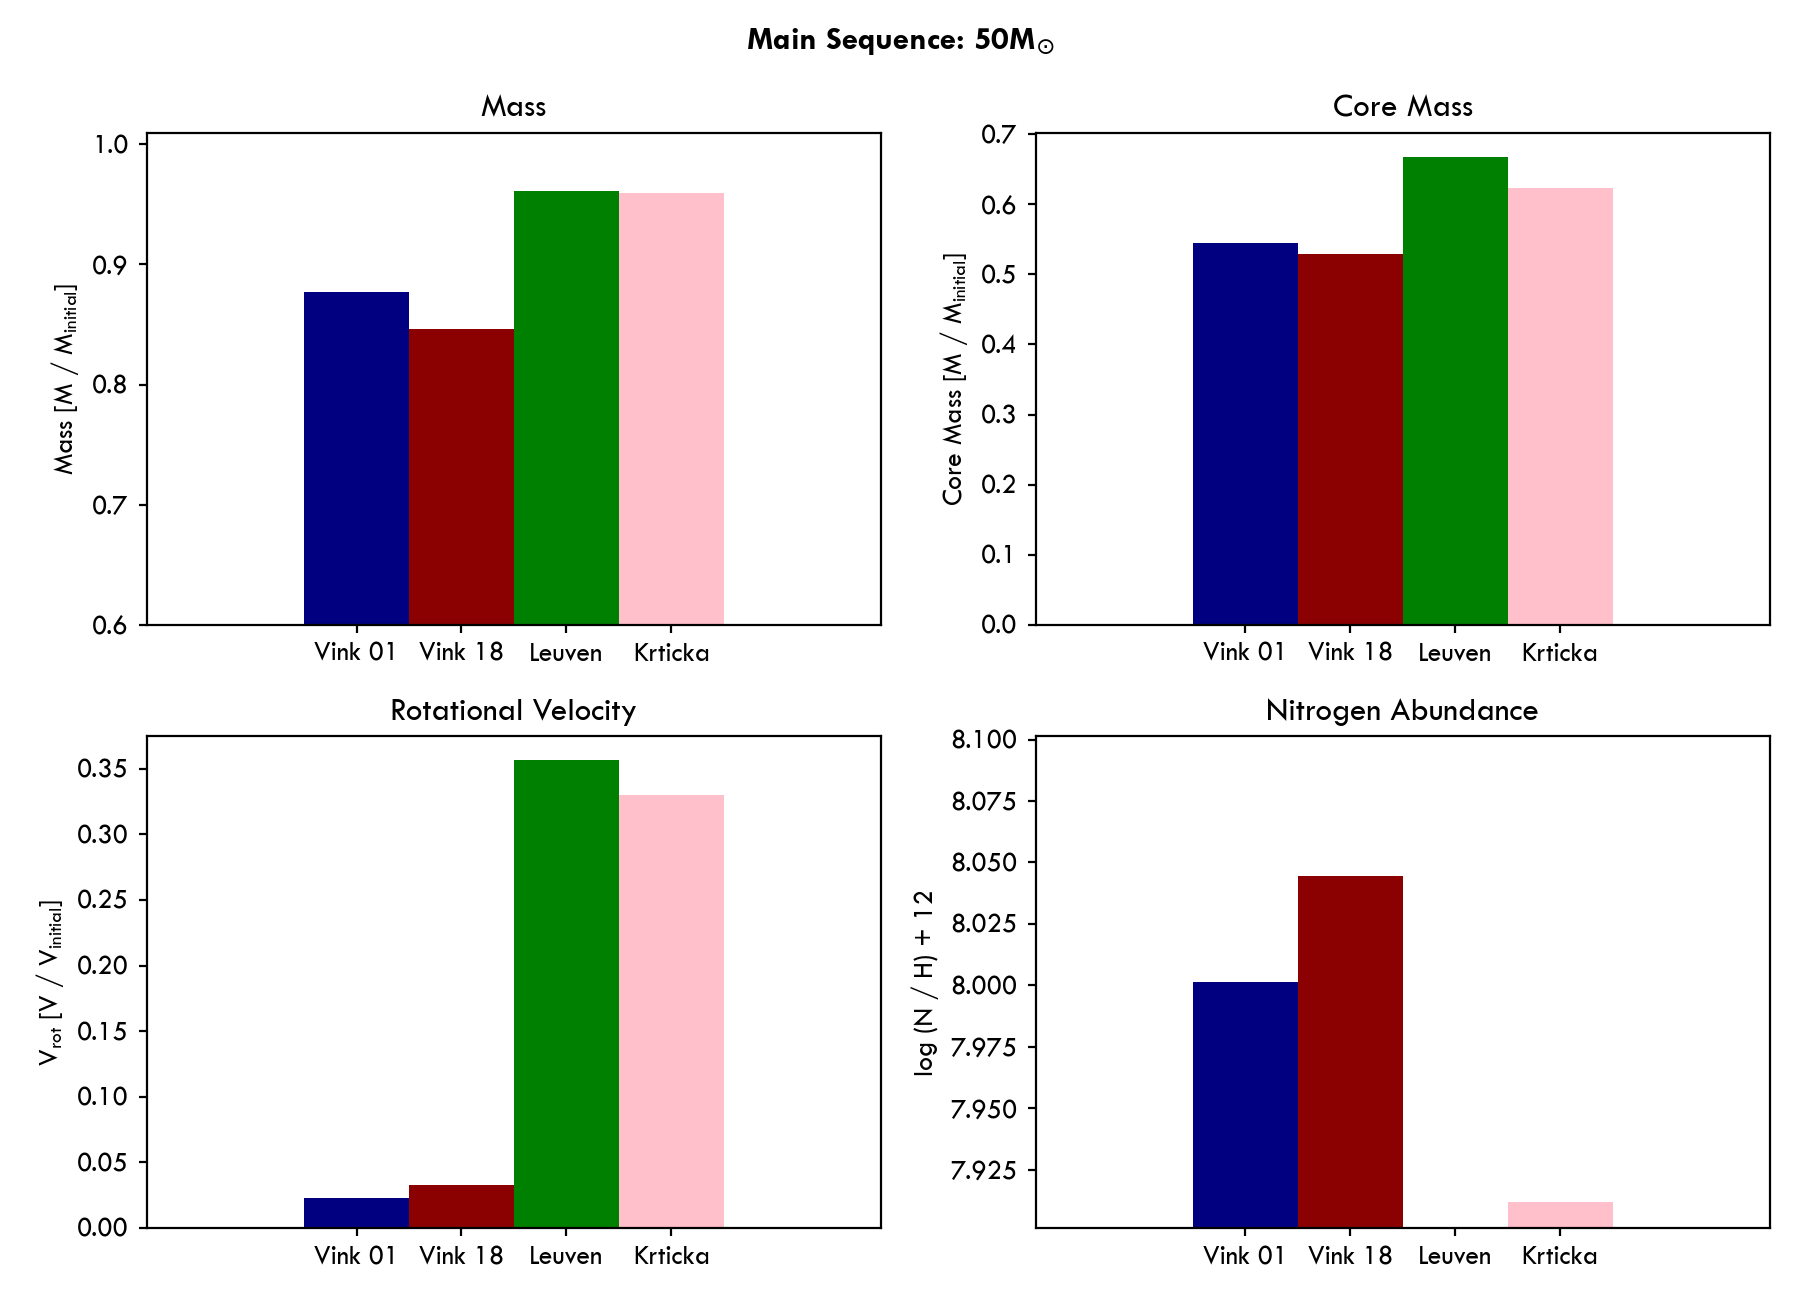 Main Sequence: 50M☉
Mass
Mass [M / Minitial]
1.0
0.9
0.8
0.7
0.6
Vink 01 Vink 18 Leuven Krticka
Core Mass
Core Mass [M / Minitial]
0.7
0.6
0.5
0.4
0.3
0.2
0.1
0.0
Vink 01 Vink 18 Leuven Krticka
Rotational Velocity
Vrot [V / Vinitial]
0.35
0.30
0.25
0.20
0.15
0.10
0.05
0.00
Vink 01 Vink 18 Leuven Krticka
Nitrogen Abundance
log (N / H) + 12
8.100
8.075
8.050
8.025
8.000
7.975
7.950
7.925
Vink 01 Vink 18 Leuven Krticka